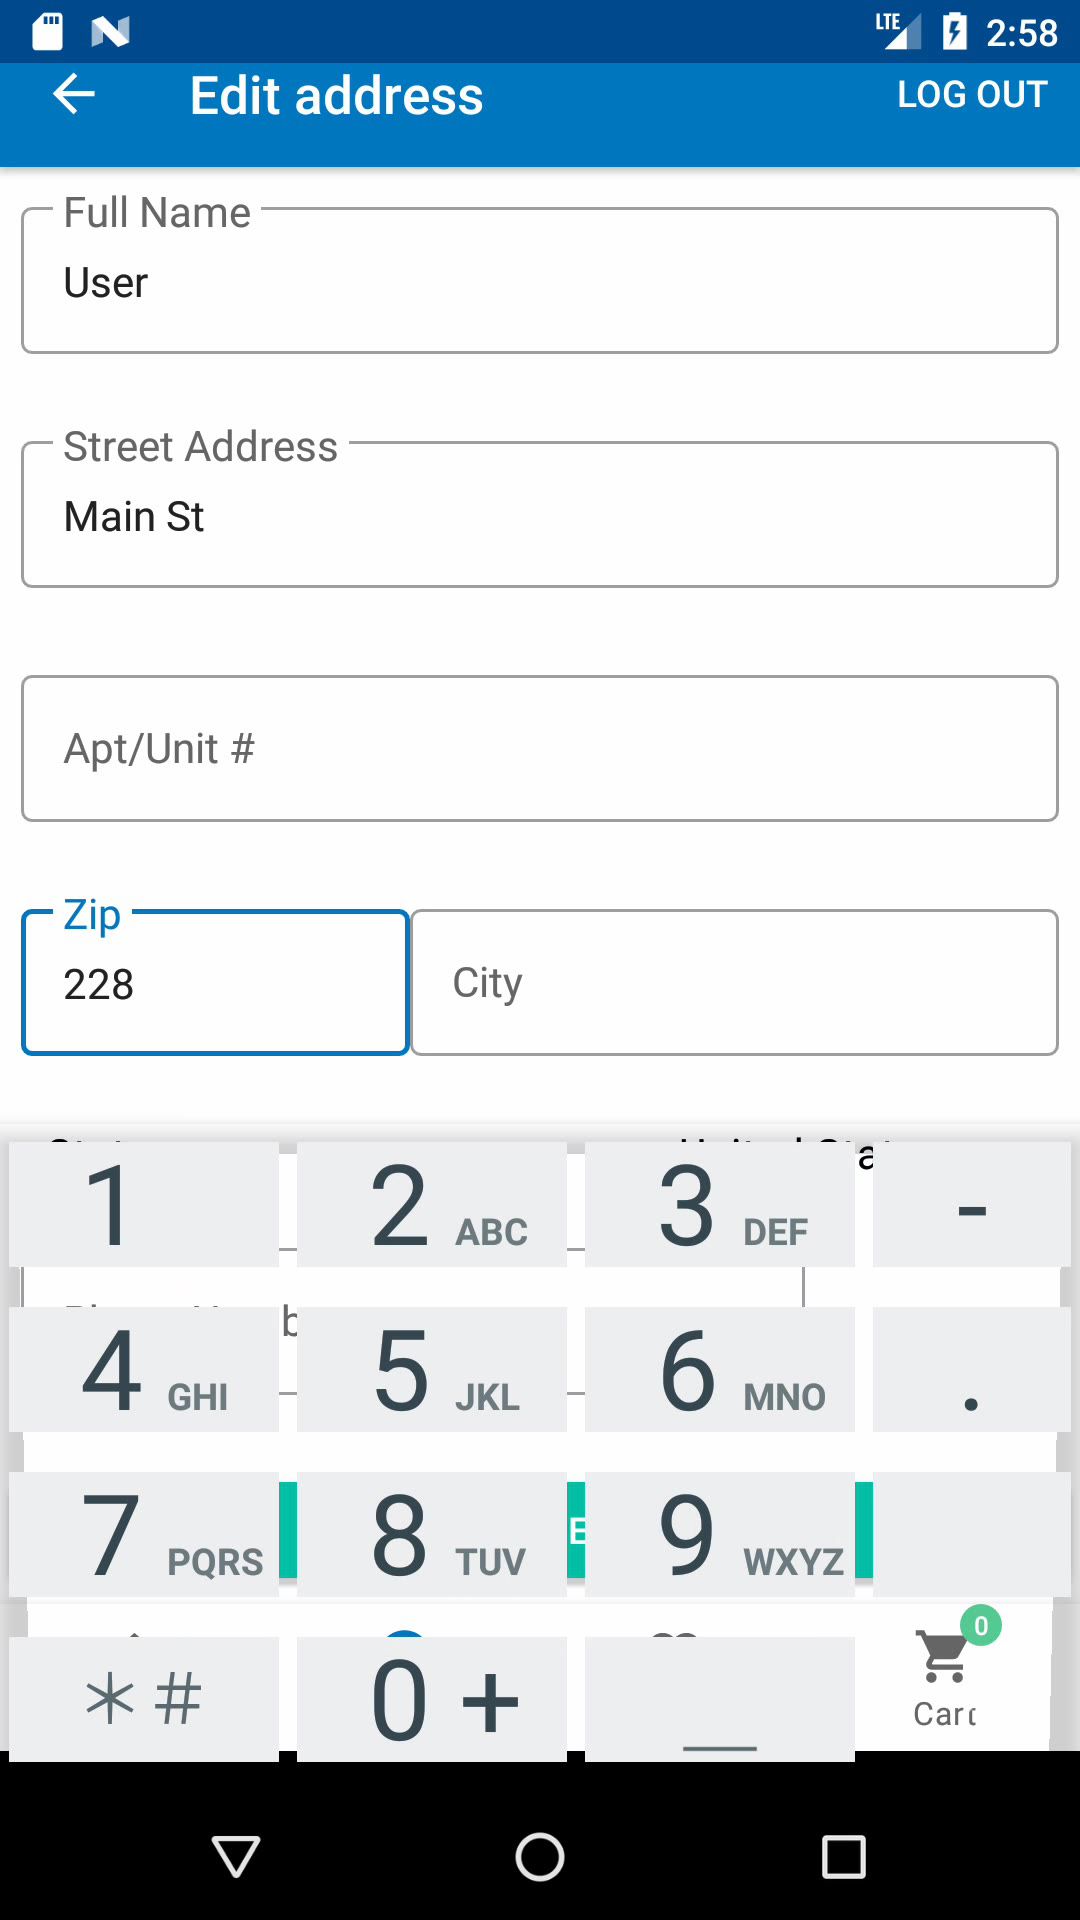 LTE 2:58
Edit address LOG OUT
Full Name
User
Street Address
Main St
Apt/Unit #
Zip
228
City
1 2 ABC 3 DEF -
4 GHI 5 JKL 6 MNO .
7 PQRS 8 TUV 9 WXYZ
0
* # 0 +
Cart